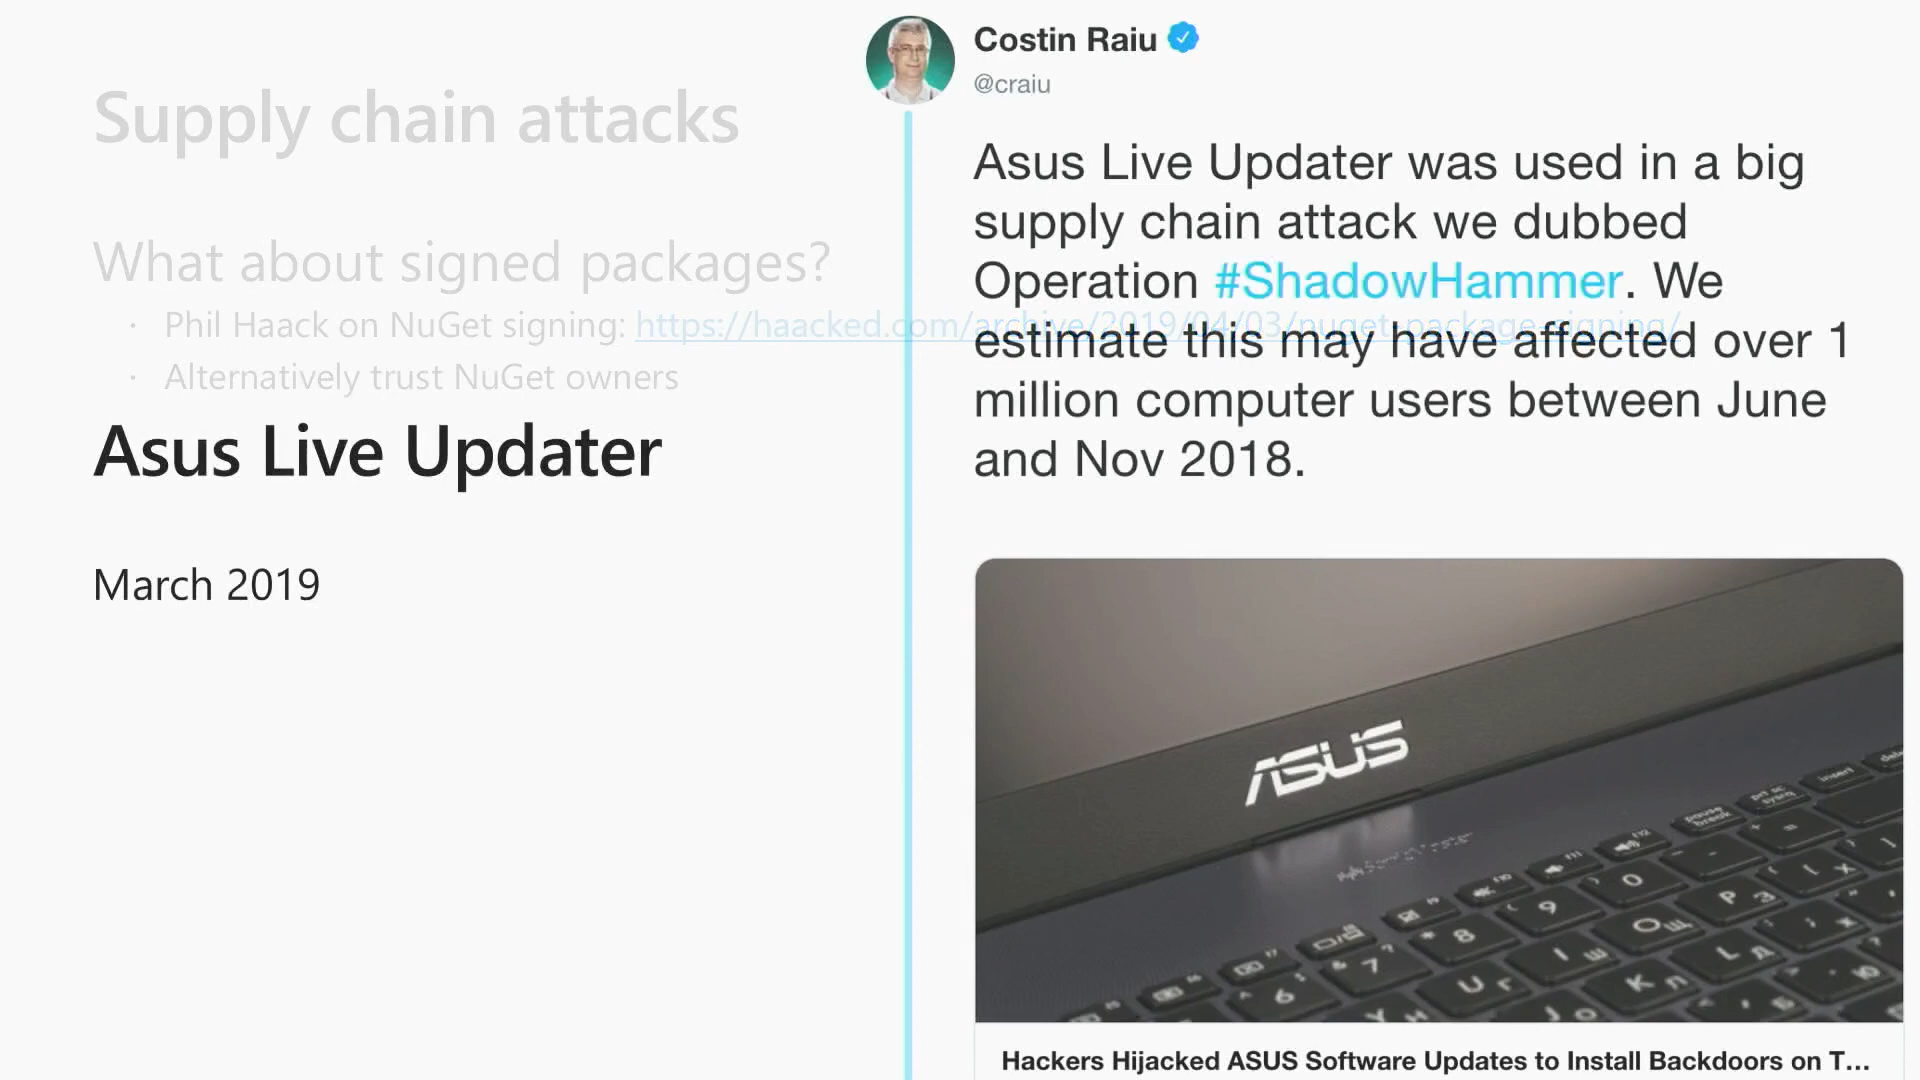 Supply chain attacks
What about signed packages?
· Phil Haack on NuGet signing: https://haacked.com/archive/2019/04/03/nuget-package-signing/
· Alternatively trust NuGet owners
Asus Live Updater
March 2019
Costin Raiu
@craiu
Asus Live Updater was used in a big
supply chain attack we dubbed
Operation #ShadowHammer. We
estimate this may have affected over 1
million computer users between June
and Nov 2018.
ASUS
Hackers Hijacked ASUS Software Updates to Install Backdoors on T...